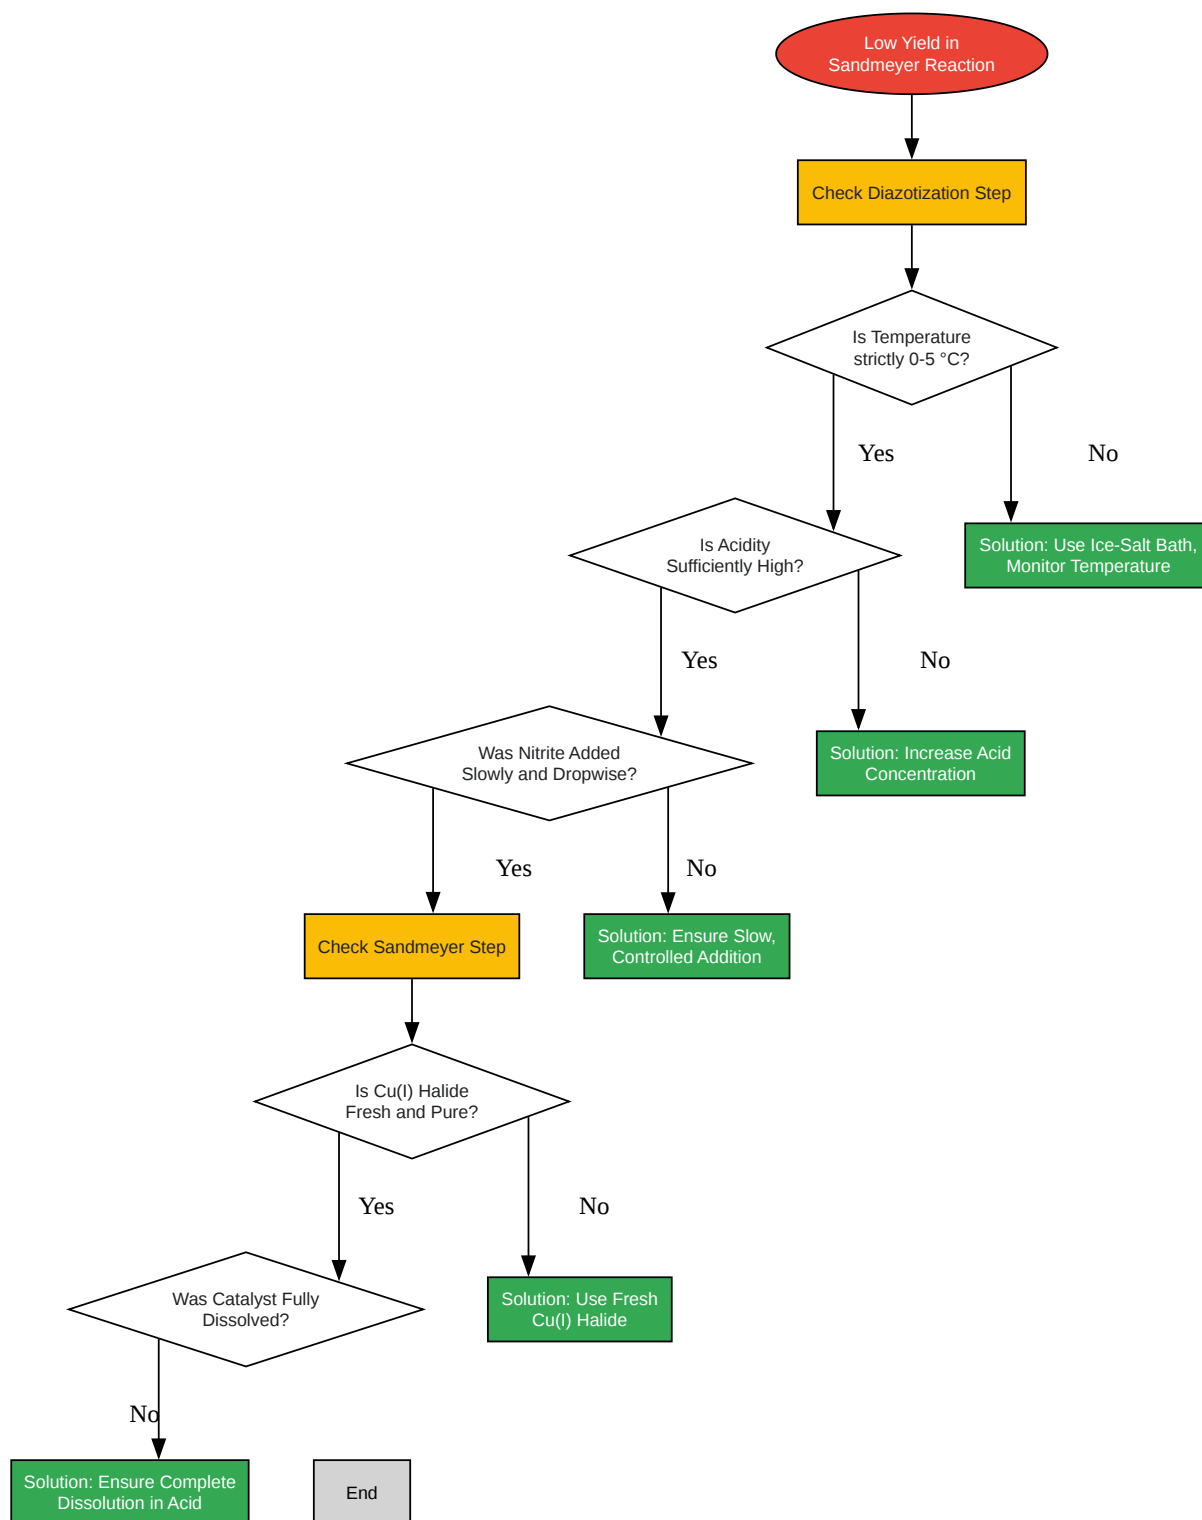 Low Yield in
Sandmeyer Reaction
Check Diazotization Step
Is Temperature
strictly 0-5 °C?
Yes
No
Is Acidity
Sufficiently High?
Solution: Use Ice-Salt Bath,
Monitor Temperature
Yes
No
Was Nitrite Added
Slowly and Dropwise?
Solution: Increase Acid
Concentration
Yes
No
Check Sandmeyer Step
Solution: Ensure Slow,
Controlled Addition
Is Cu(I) Halide
Fresh and Pure?
Yes
No
Was Catalyst Fully
Dissolved?
Solution: Use Fresh
Cu(I) Halide
No
Solution: Ensure Complete
Dissolution in Acid
End